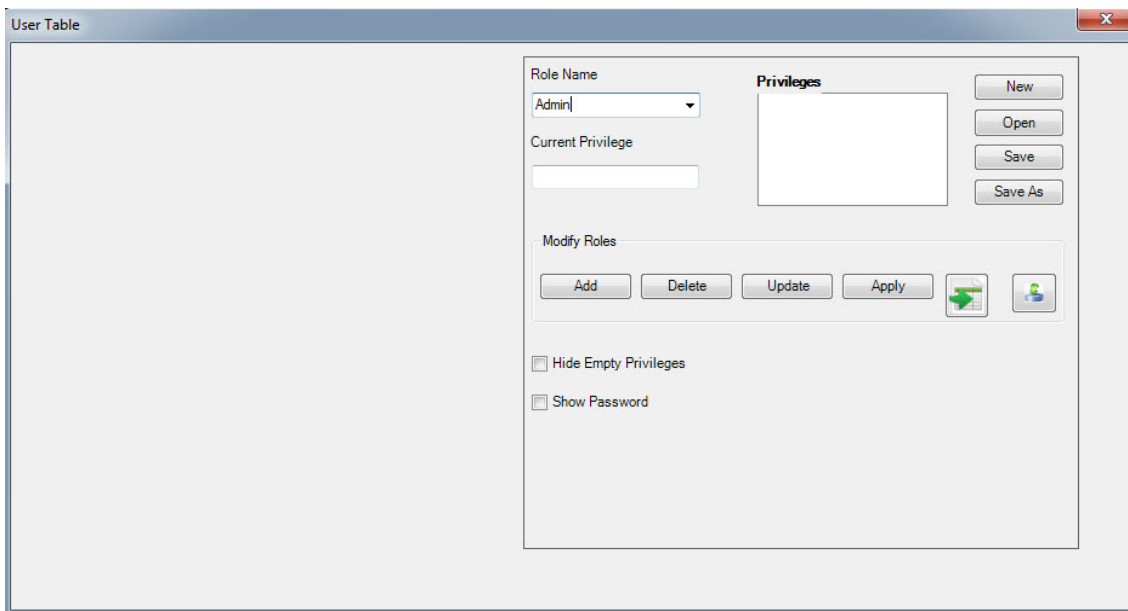 User Table
Role Name
Admin
Current Privilege
Privileges
New
Open
Save
Save As
Modify Roles
Add
Delete
Update
Apply
Hide Empty Privileges
Show Password